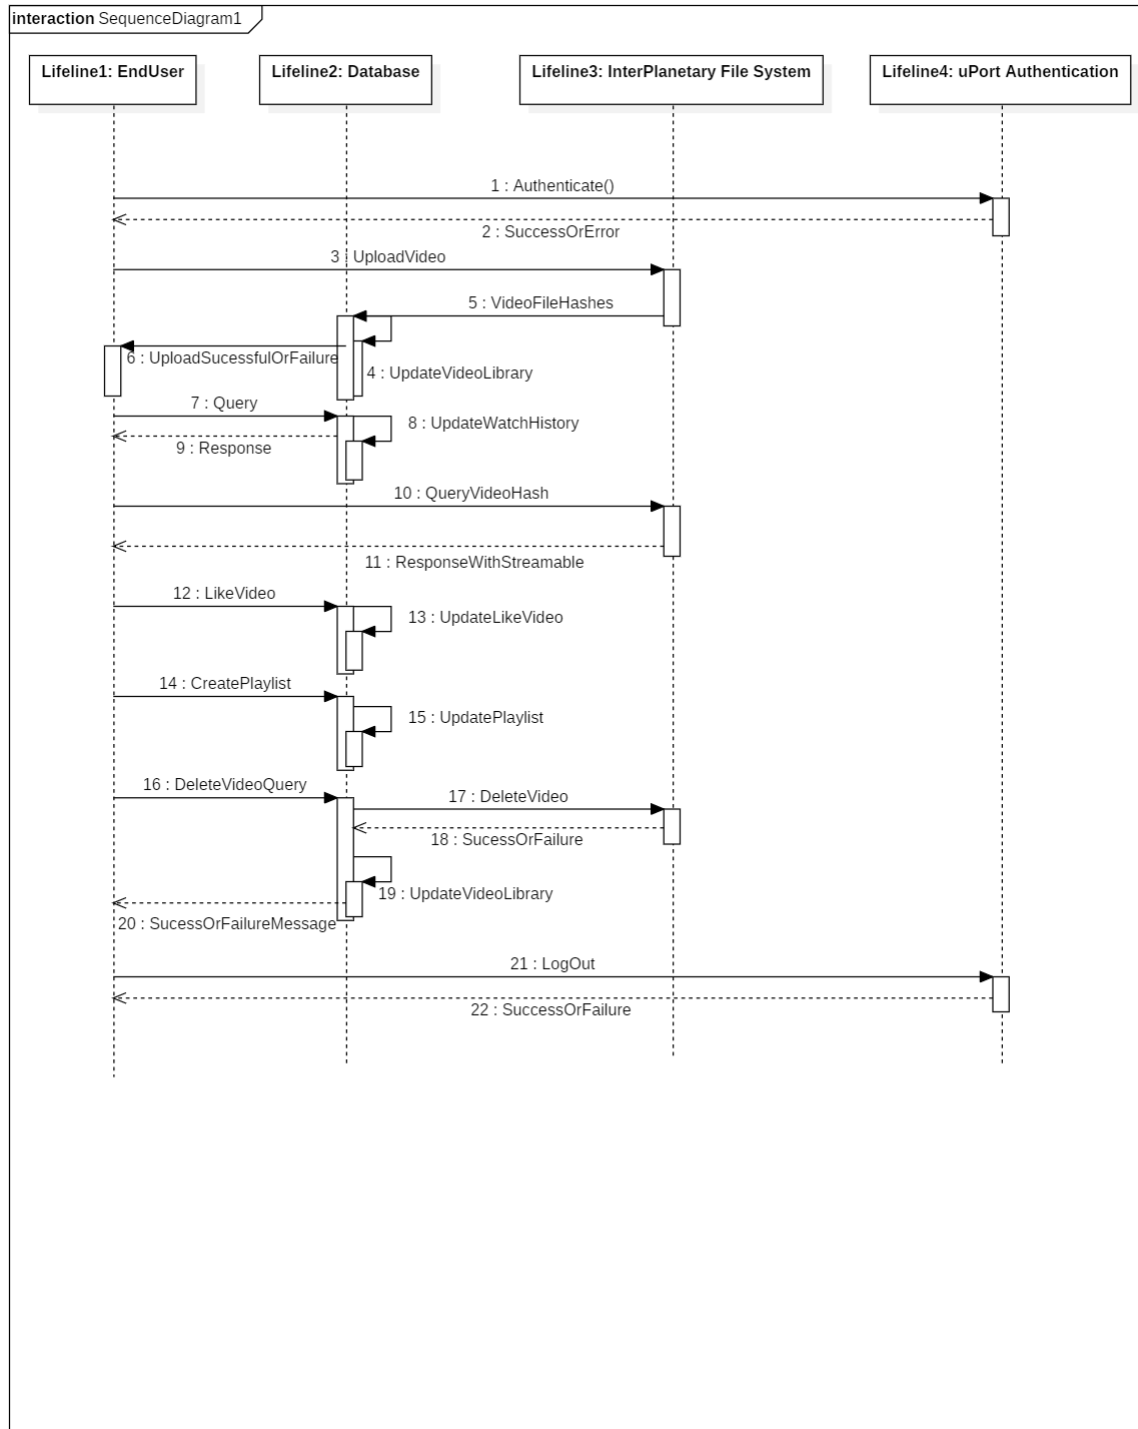 interaction SequenceDiagram1
Lifeline1: EndUser
Lifeline2: Database
Lifeline3: InterPlanetary File System
Lifeline4: uPort Authentication
1 : Authenticate()
2 : SuccessOrError
3 : UploadVideo
5 : VideoFileHashes
6 : UploadSucessfulOrFailure
4 : UpdateVideoLibrary
7 : Query
8 : UpdateWatchHistory
9 : Response
10 : QueryVideoHash
11 : ResponseWithStreamable
12 : LikeVideo
13 : UpdateLikeVideo
14 : CreatePlaylist
15 : UpdatePlaylist
16 : DeleteVideoQuery
17 : DeleteVideo
18 : SucessOrFailure
19 : UpdateVideoLibrary
20 : SucessOrFailureMessage
21 : LogOut
22 : SuccessOrFailure